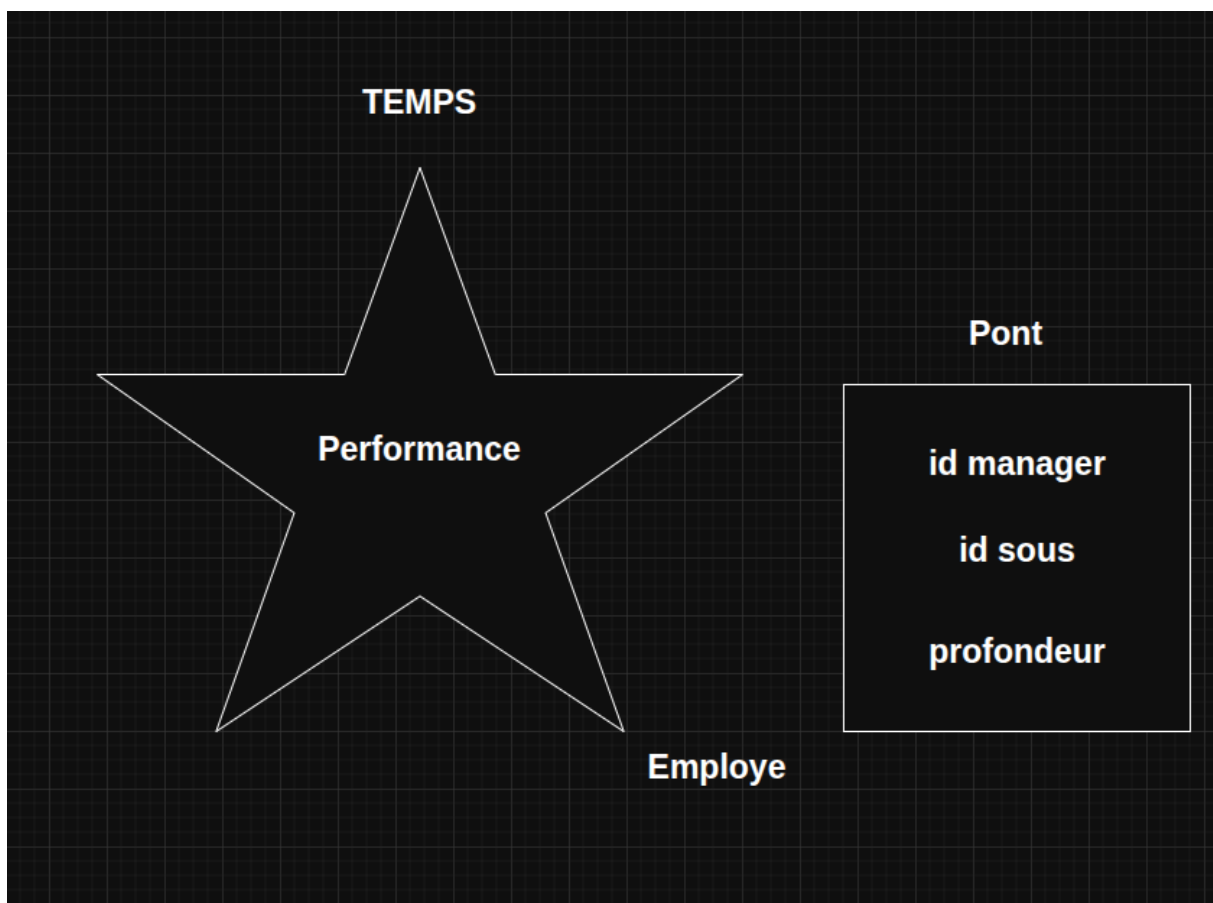 TEMPS
Performance
Employe
Pont
id manager
id sous
profondeur